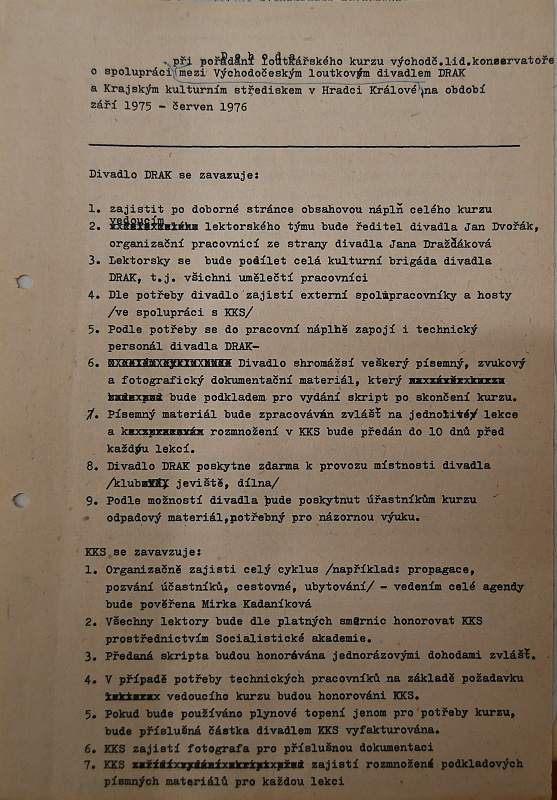 D o h o d a
při pořádání loutkářského kurzu východč.lid.konzervatoře
o spolupráci mezi Východočeským loutkovým divadlem DRAK
a Krajským kulturním střediskem v Hradci Králové na období
září 1975 - červen 1976
Divadlo DRAK se zavazuje:
1. zajistit po doborné stránce obsahovou náplň celého kurzu
vedoucím
2. lektorského týmu bude ředitel divadla Jan Dvořák,
organizační pracovnicí ze strany divadla Jana Dražďáková
3. Lektorsky se bude podílet celá kulturní brigáda divadla
DRAK, t.j. všichni umělečtí pracovníci
4. Dle potřeby divadlo zajistí externí spolupracovníky a hosty
/ve spolupráci s KKS/
5. Podle potřeby se do pracovní náplně zapojí i technický
personál divadla DRAK-
6. Divadlo shromážsí veškerý písemný, zvukový
a fotografický dokumentační materiál, který
bude podkladem pro vydání skript po skončení kurzu.
7. Písemný materiál bude zpracováván zvlášť na jednotlivé lekce
a k rozmnožení v KKS bude předán do 10 dnů před
každou lekcí.
8. Divadlo DRAK poskytne zdarma k provozu místnosti divadla
/klub, jeviště, dílna/
9. Podle možností divadla bude poskytnut úřastníkům kurzu
odpadový materiál,potřebný pro názornou výuku.
KKS se zavavzuje:
1. Organizačně zajisti celý cyklus /například: propagace,
pozvání účastníků, cestovné, ubytování/ - vedením celé agendy
bude pověřena Mirka Kadaníková
2. Všechny lektory bude dle platných směrnic honorovat KKS
prostřednictvím Socialistické akademie.
3. Předaná skripta budou honorována jednorázovými dohodami zvlášť.
4. V případě potřeby technických pracovníků na základě požadavku
vedoucího kurzu budou honorováni KKS.
5. Pokud bude používáno plynové topení jenom pro potřeby kurzu,
bude příslušná částka divadlem KKS vyfakturována.
6. KKS zajistí fotografa pro příslušnou dokumentaci
7. KKS zajistí rozmnožené podkladových
písmných materiálů pro každou lekci